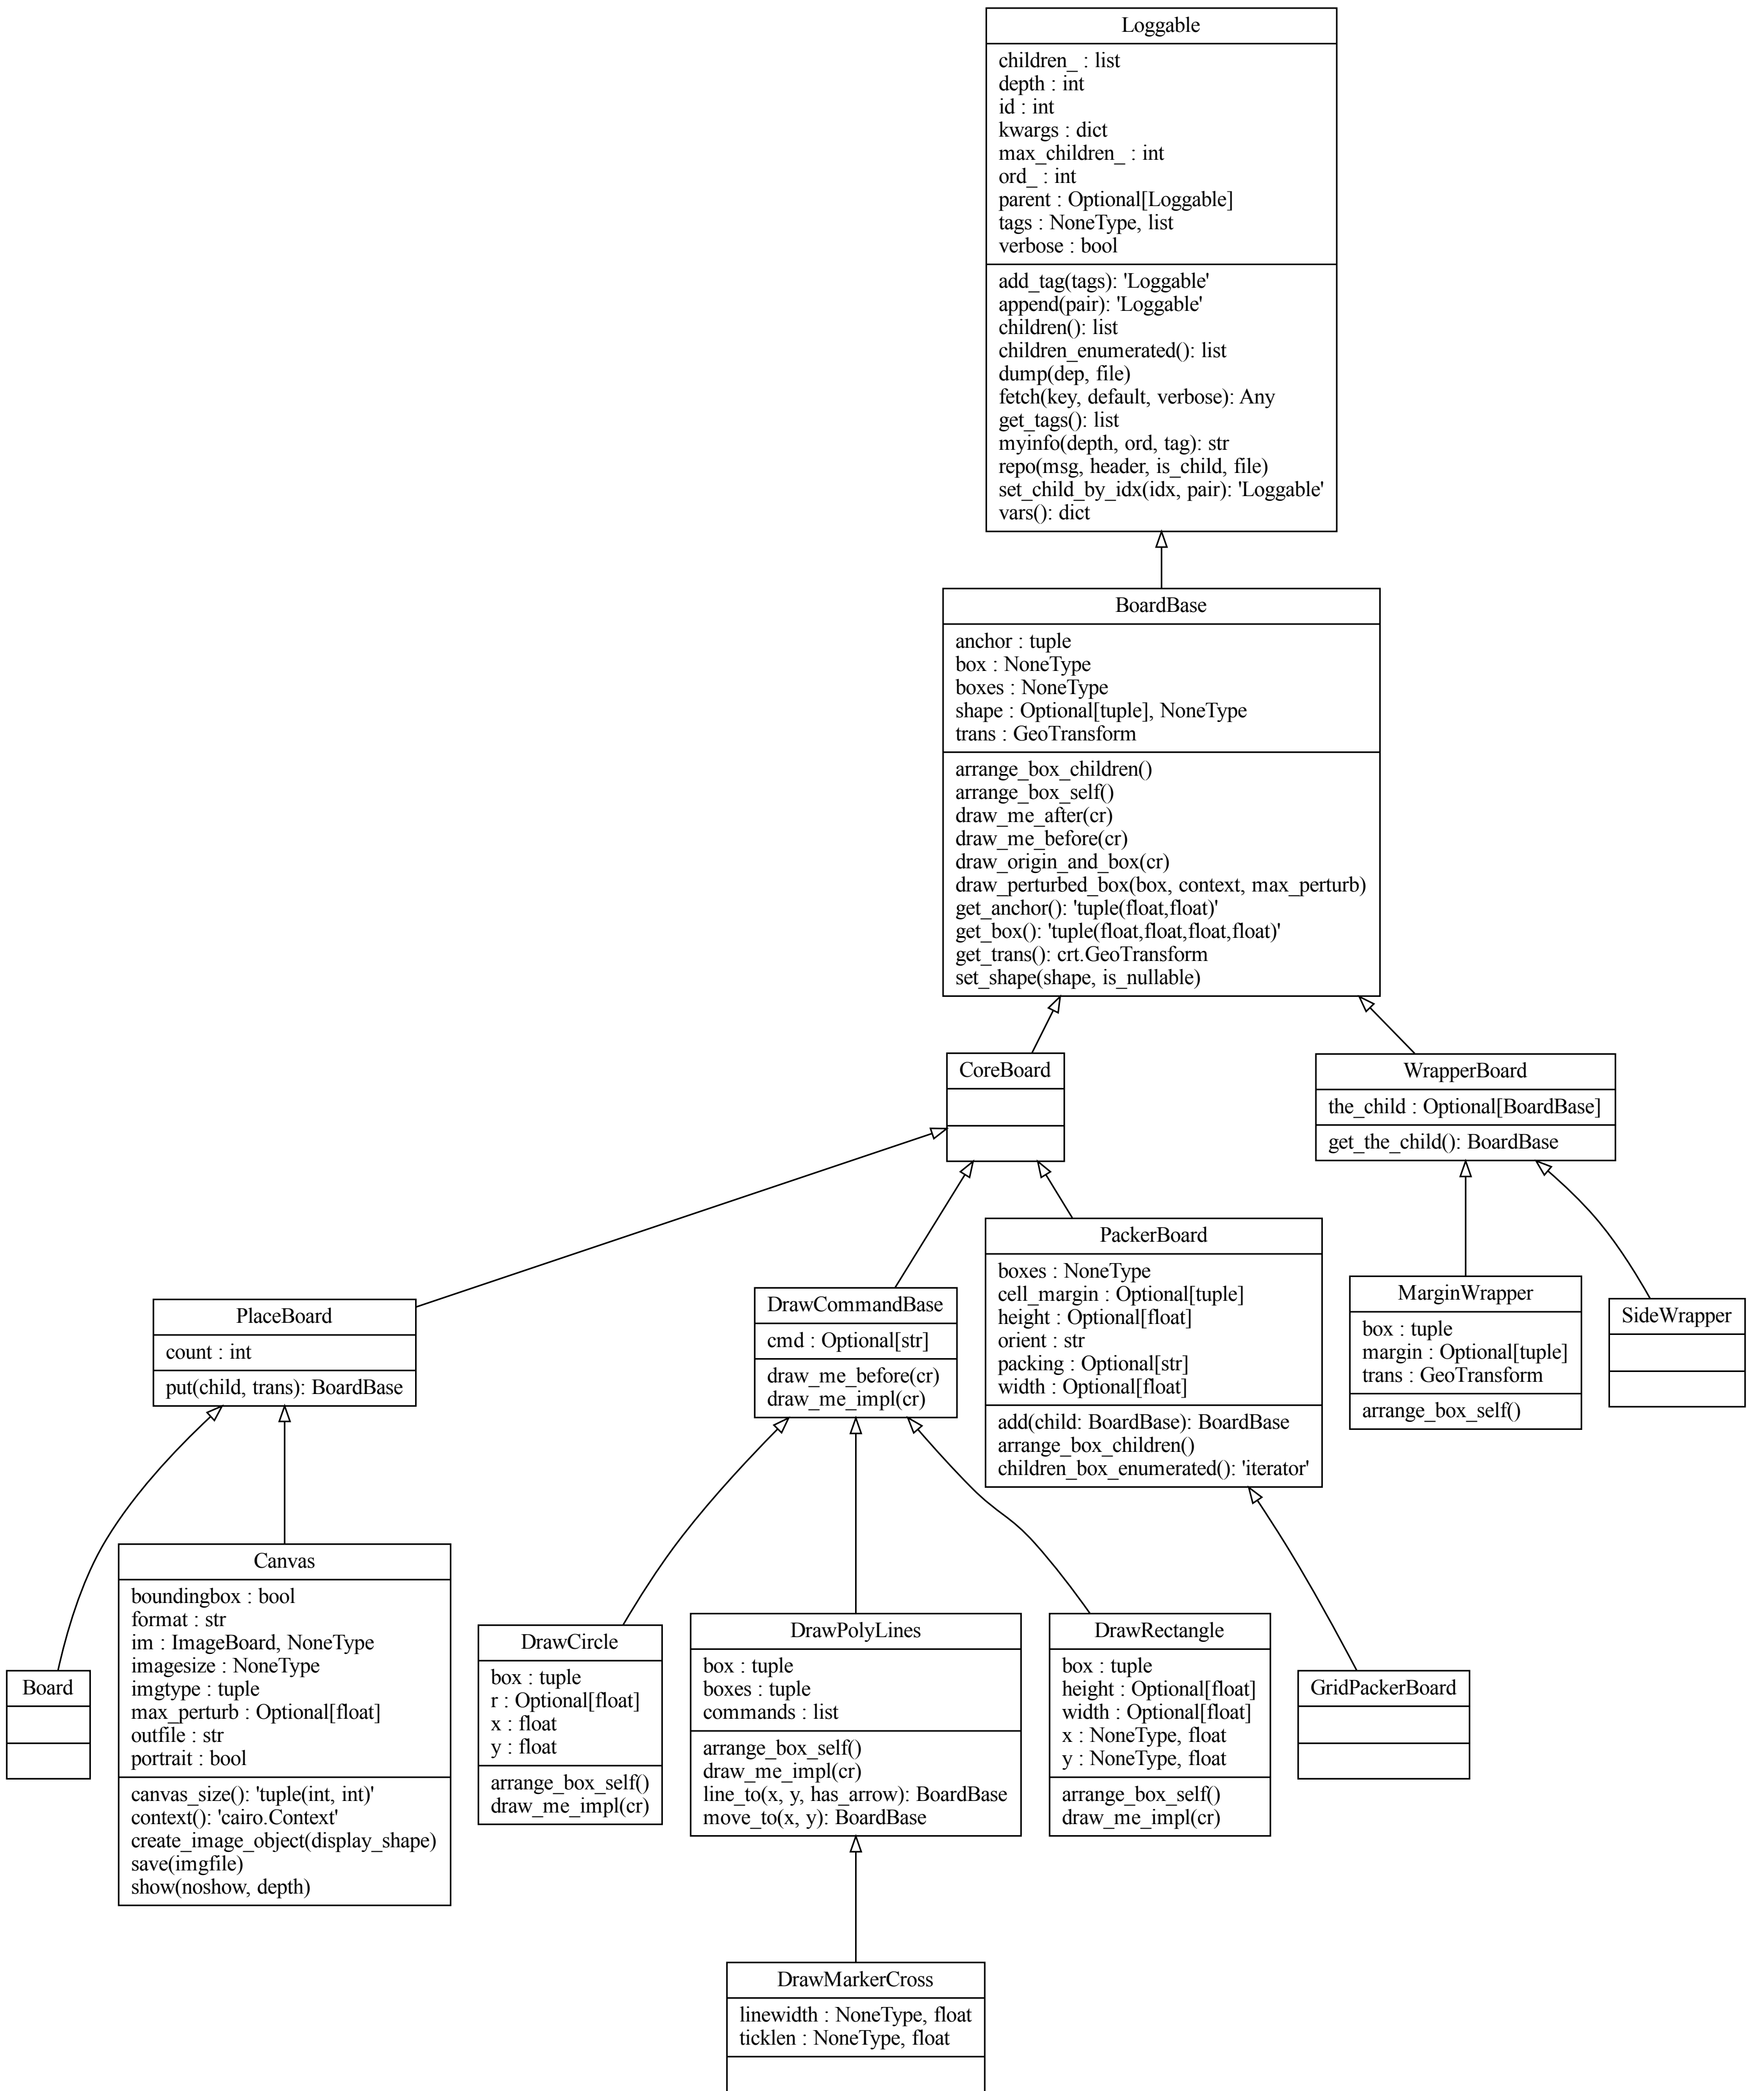 Loggable
children_ : list
depth : int
id : int
kwargs : dict
max_children_ : int
ord_ : int
parent : Optional[Loggable]
tags : NoneType, list
verbose : bool
add_tag(tags): 'Loggable'
append(pair): 'Loggable'
children(): list
children_enumerated(): list
dump(dep, file)
fetch(key, default, verbose): Any
get_tags(): list
myinfo(depth, ord, tag): str
repo(msg, header, is_child, file)
set_child_by_idx(idx, pair): 'Loggable'
vars(): dict
BoardBase
anchor : tuple
box : NoneType
boxes : NoneType
shape : Optional[tuple], NoneType
trans : GeoTransform
arrange_box_children()
arrange_box_self()
draw_me_after(cr)
draw_me_before(cr)
draw_origin_and_box(cr)
draw_perturbed_box(box, context, max_perturb)
get_anchor(): 'tuple(float,float)'
get_box(): 'tuple(float,float,float,float)'
get_trans(): crt.GeoTransform
set_shape(shape, is_nullable)
CoreBoard
WrapperBoard
the_child : Optional[BoardBase]
get_the_child(): BoardBase
PlaceBoard
count : int
put(child, trans): BoardBase
DrawCommandBase
cmd : Optional[str]
draw_me_before(cr)
draw_me_impl(cr)
PackerBoard
boxes : NoneType
cell_margin : Optional[tuple]
height : Optional[float]
orient : str
packing : Optional[str]
width : Optional[float]
add(child: BoardBase): BoardBase
arrange_box_children()
children_box_enumerated(): 'iterator'
MarginWrapper
box : tuple
margin : Optional[tuple]
trans : GeoTransform
arrange_box_self()
SideWrapper
Board
Canvas
boundingbox : bool
format : str
im : ImageBoard, NoneType
imagesize : NoneType
imgtype : tuple
max_perturb : Optional[float]
outfile : str
portrait : bool
canvas_size(): 'tuple(int, int)'
context(): 'cairo.Context'
create_image_object(display_shape)
save(imgfile)
show(noshow, depth)
DrawCircle
box : tuple
r : Optional[float]
x : float
y : float
arrange_box_self()
draw_me_impl(cr)
DrawPolyLines
box : tuple
boxes : tuple
commands : list
arrange_box_self()
draw_me_impl(cr)
line_to(x, y, has_arrow): BoardBase
move_to(x, y): BoardBase
DrawRectangle
box : tuple
height : Optional[float]
width : Optional[float]
x : NoneType, float
y : NoneType, float
arrange_box_self()
draw_me_impl(cr)
GridPackerBoard
DrawMarkerCross
linewidth : NoneType, float
ticklen : NoneType, float